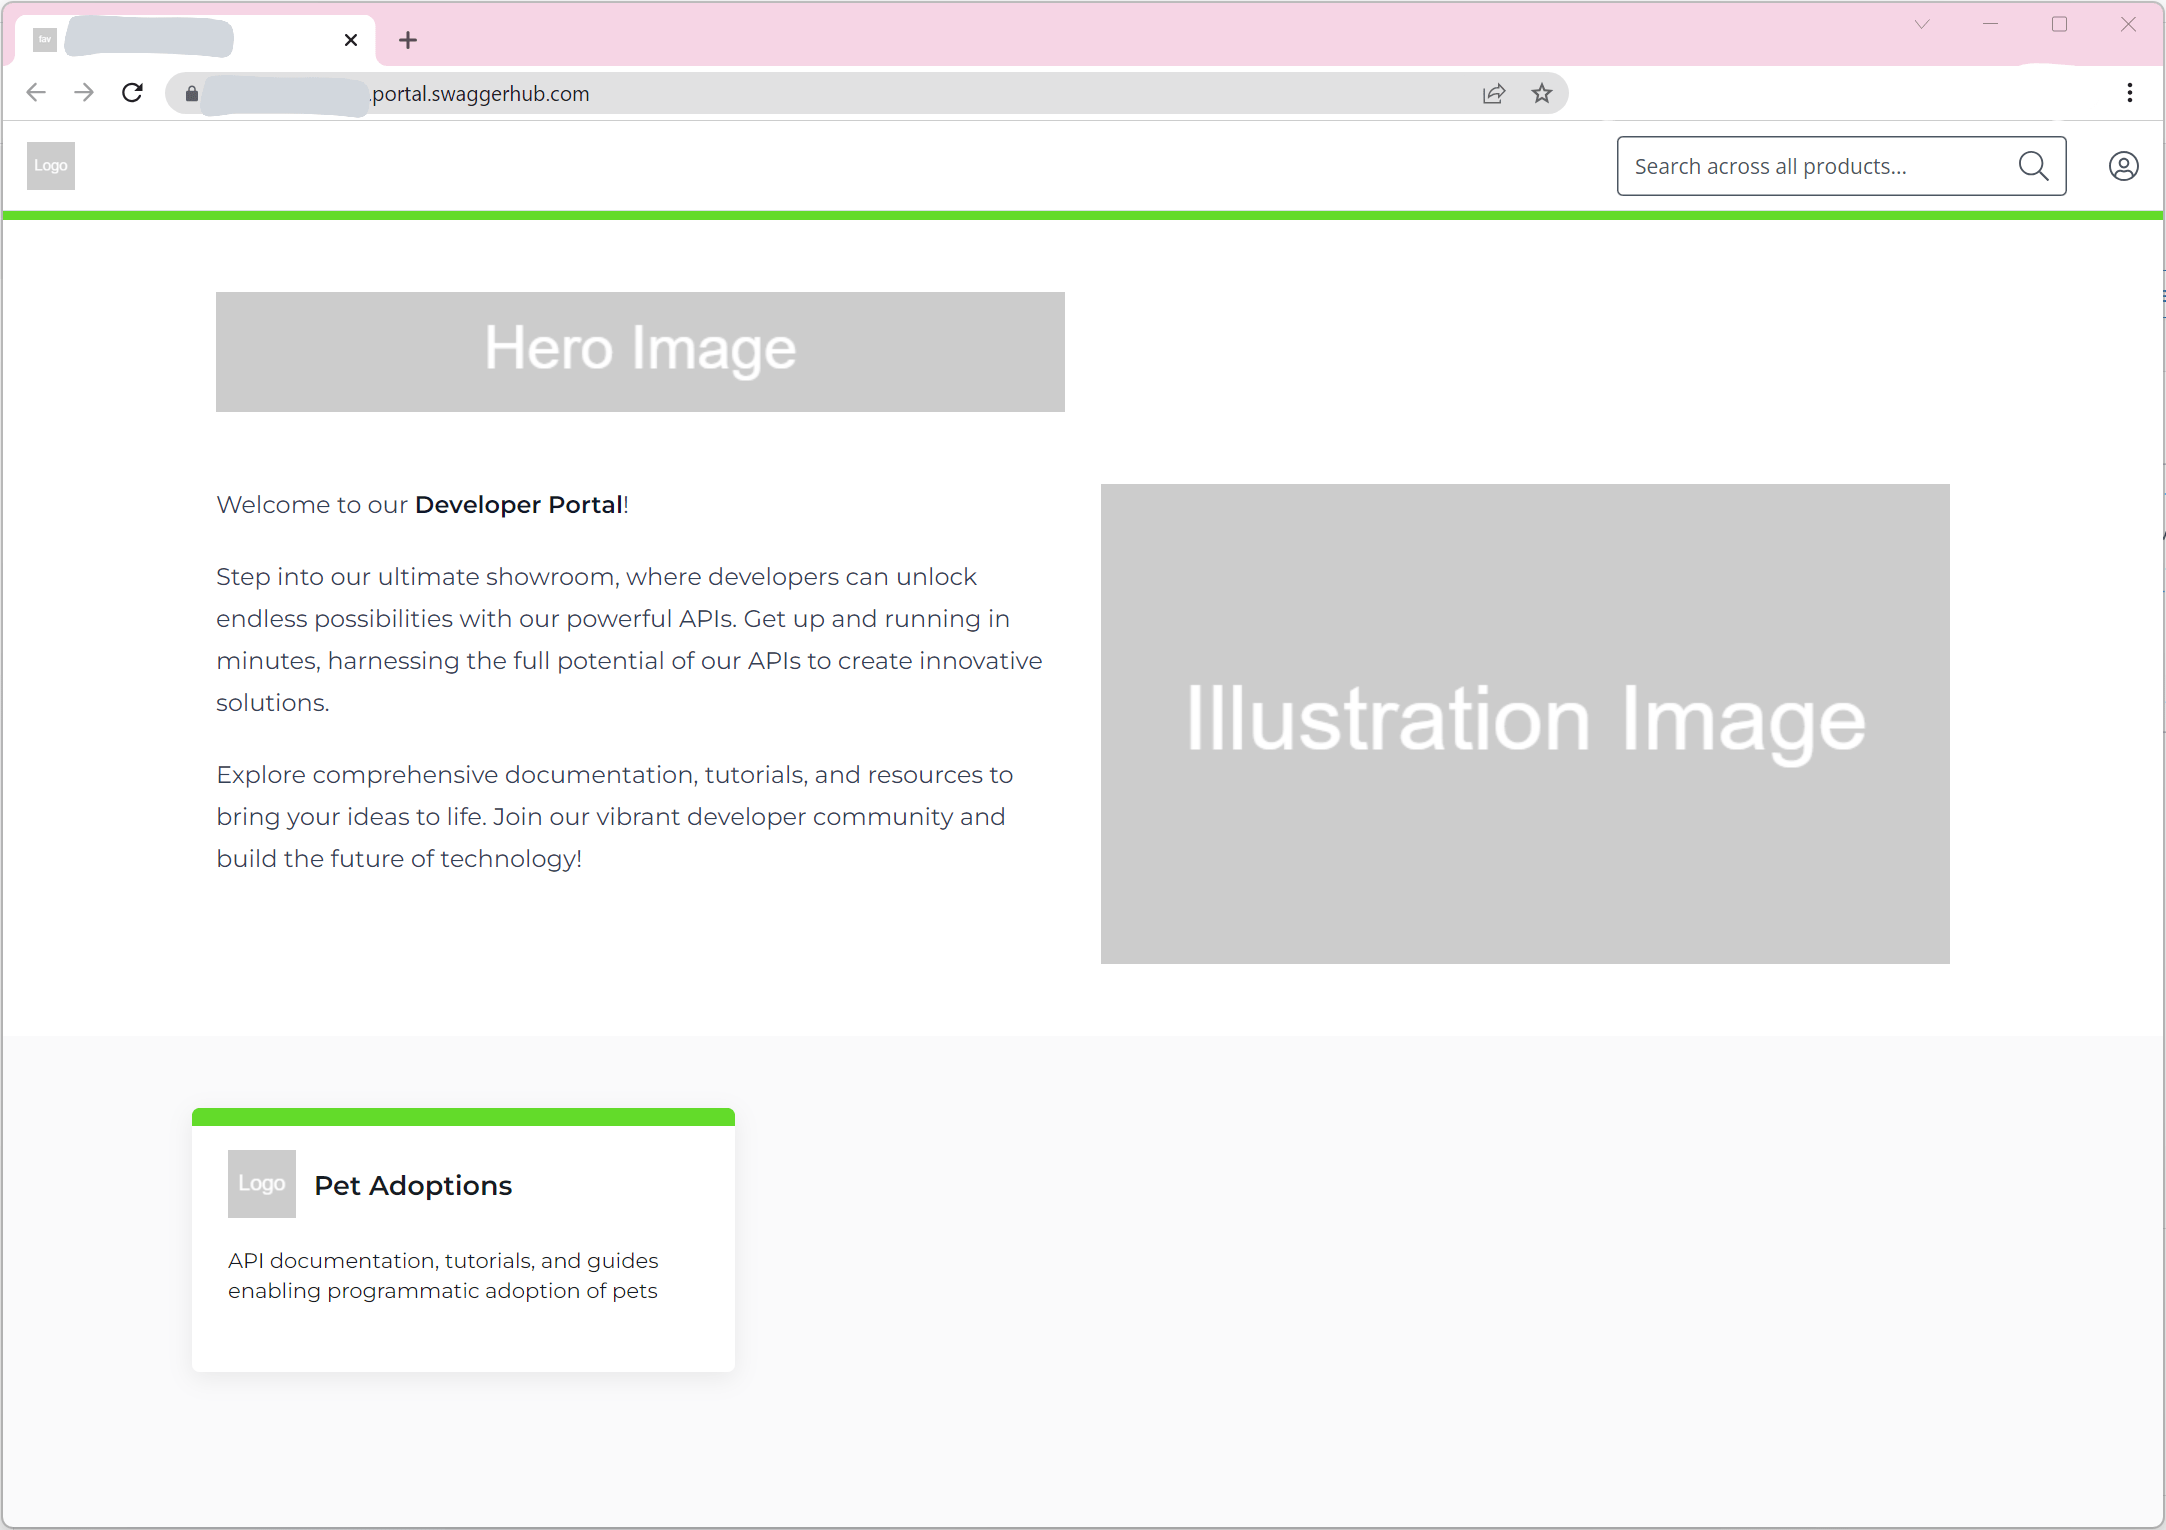 fav
.portal.swaggerhub.com
Logo
Search across all products...
Hero Image
Welcome to our Developer Portal!
Step into our ultimate showroom, where developers can unlock
endless possibilities with our powerful APIs. Get up and running in
minutes, harnessing the full potential of our APIs to create innovative
solutions.
Explore comprehensive documentation, tutorials, and resources to
bring your ideas to life. Join our vibrant developer community and
build the future of technology!
Illustration Image
Logo
Pet Adoptions
API documentation, tutorials, and guides
enabling programmatic adoption of pets